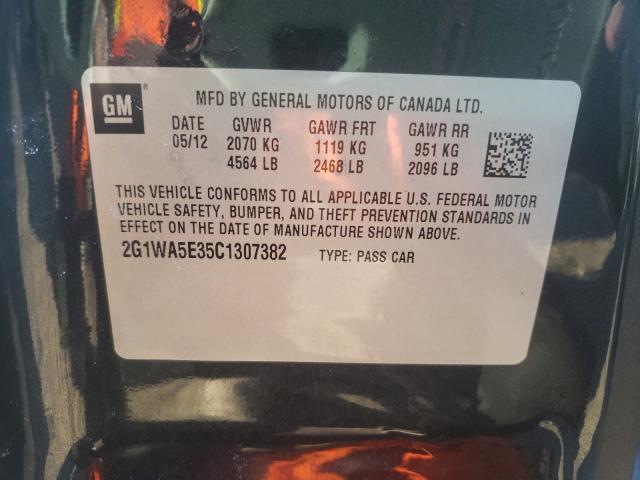 GM
MFD BY GENERAL MOTORS OF CANADA LTD.
DATE GVWR GAWR FRT GAWR RR
05/12 2070 KG 1119 KG 951 KG
4564 LB 2468 LB 2096 LB
THIS VEHICLE CONFORMS TO ALL APPLICABLE U.S. FEDERAL MOTOR
VEHICLE SAFETY, BUMPER, AND THEFT PREVENTION STANDARDS IN
EFFECT ON THE DATE OF MANUFACTURE SHOWN ABOVE.
2G1WA5E35C1307382 TYPE: PASS CAR